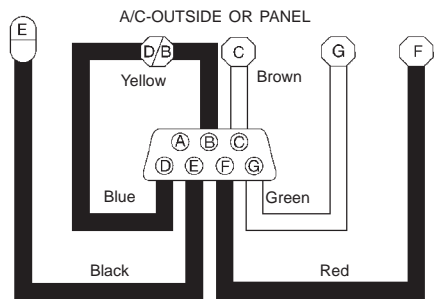 A/C-OUTSIDE OR PANEL
E
D/B
C
G
F
Yellow
Brown
A B C
D E F G
Blue
Green
Black
Red